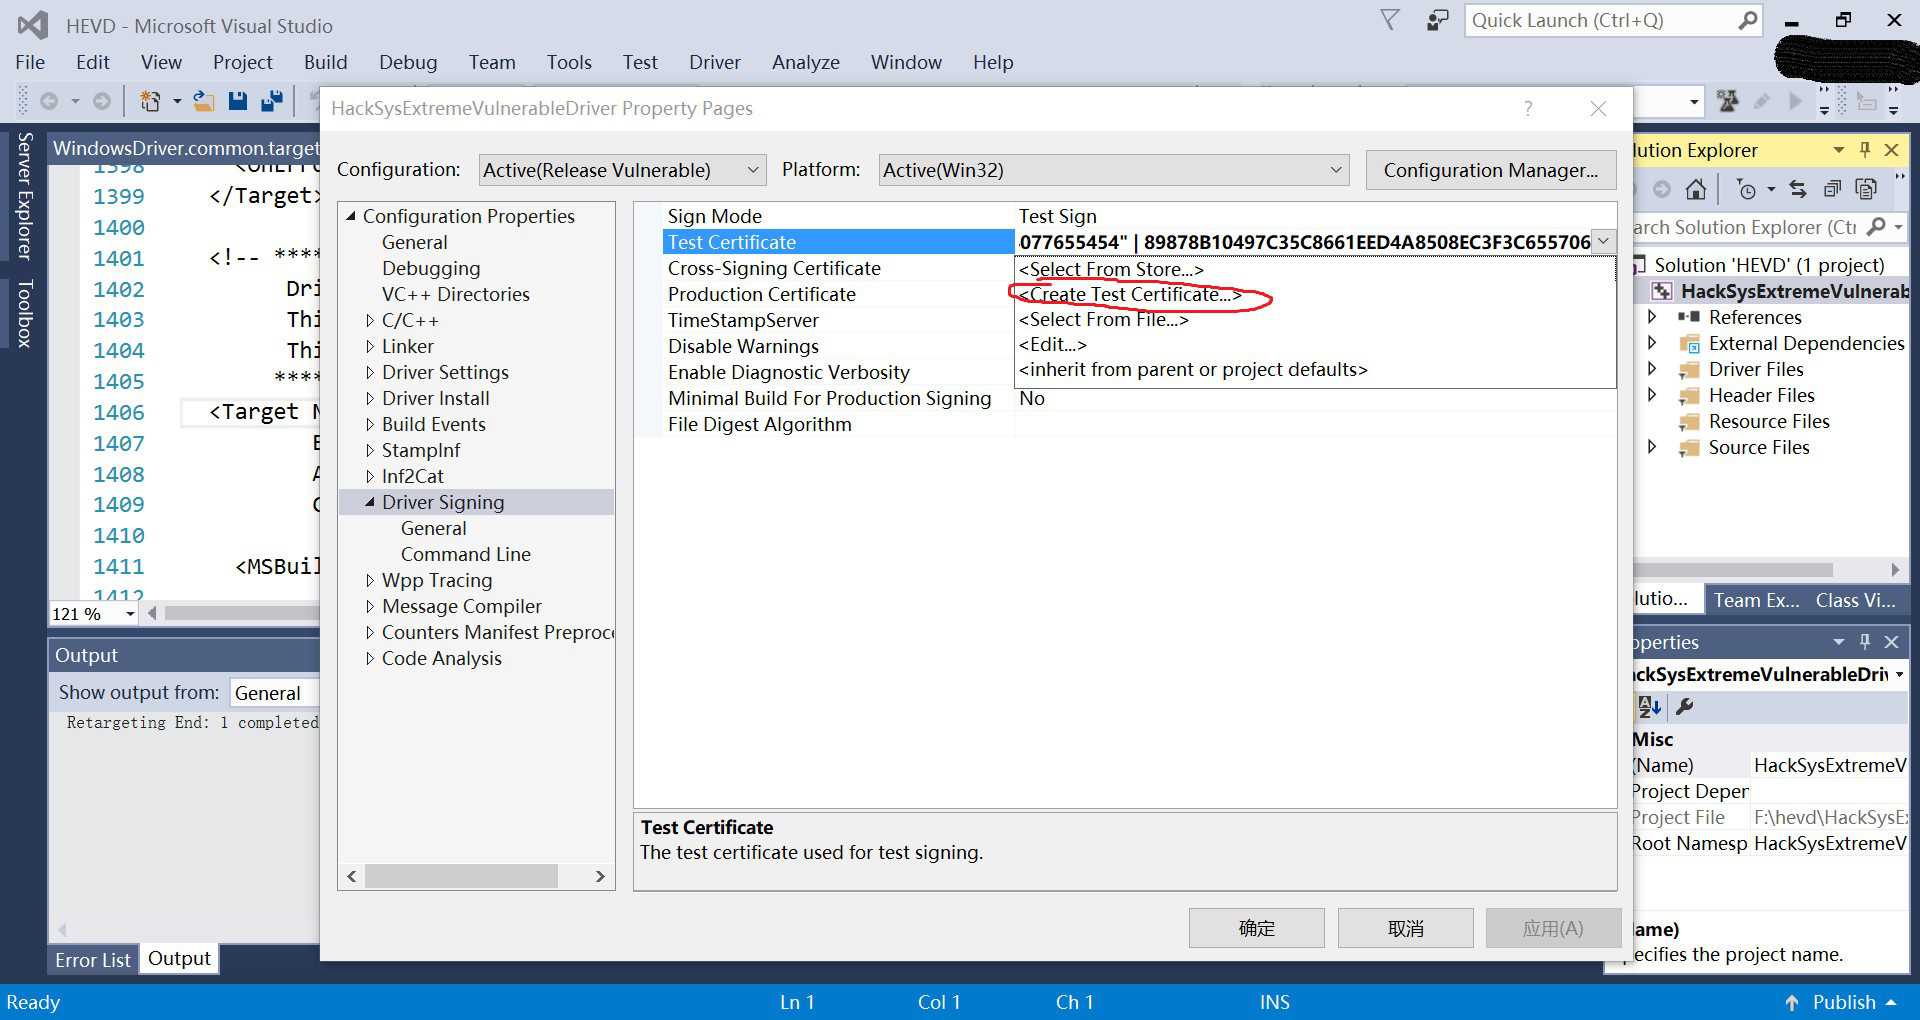 HEVD - Microsoft Visual Studio
Quick Launch (Ctrl+Q)
File Edit View Project Build Debug Team Tools Test Driver Analyze Window Help
HackSysExtremeVulnerableDriver Property Pages
?
Server Explorer
Toolbox
WindowsDriver.common.target
1398
1399 </Target>
1400
1401 <!-- ****
1402 Dri
1403 Thi
1404 Thi
1405 ****
1406 <Target N
1407
1408
1409
1410
1411 <MSBuil
1412
121 %
Output
Show output from: General
Retargeting End: 1 completed
Error List Output
Configuration: Active(Release Vulnerable) Platform: Active(Win32) Configuration Manager...
Configuration Properties
General
Debugging
VC++ Directories
C/C++
Linker
Driver Settings
Driver Install
Build Events
StampInf
Inf2Cat
Driver Signing
General
Command Line
Wpp Tracing
Message Compiler
Counters Manifest Preproce
Code Analysis
Sign Mode Test Sign
Test Certificate 077655454" | 89878B10497C35C8661EED4A8508EC3F3C655706
Cross-Signing Certificate <Select From Store...>
Production Certificate <Create Test Certificate...>
TimeStampServer <Select From File...>
Disable Warnings <Edit...>
Enable Diagnostic Verbosity <inherit from parent or project defaults>
Minimal Build For Production Signing No
File Digest Algorithm
Test Certificate
The test certificate used for test signing.
确定 取消 应用(A)
lution Explorer
arch Solution Explorer (Ctr
Solution 'HEVD' (1 project)
HackSysExtremeVulnerab
References
External Dependencies
Driver Files
Header Files
Resource Files
Source Files
lutio... Team Ex... Class Vi...
operties
ackSysExtremeVulnerableDriv
Misc
(Name) HackSysExtremeV
Project Deper
Project File F:\hevd\HackSysE
Root Namesp HackSysExtremeV
ame)
pecifies the project name.
Ready Ln 1 Col 1 Ch 1 INS Publish